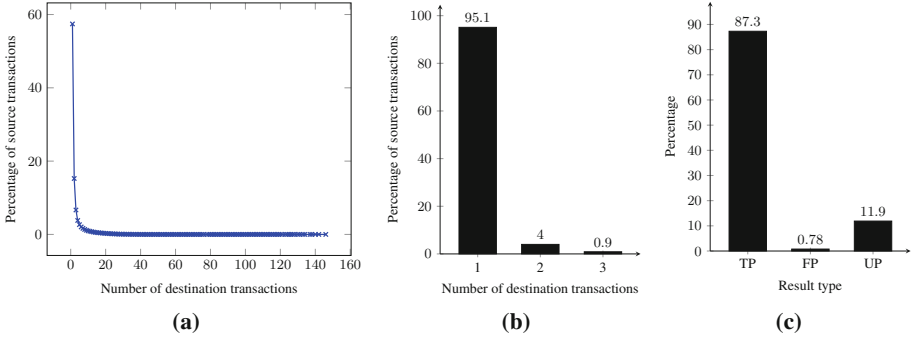 60
40
20
0
0 20 40 60 80 100 120 140 160
Percentage of source transactions
Number of destination transactions
(a)
100
80
60
40
20
0
95.1
4
0.9
1 2 3
Percentage of source transactions
Number of destination transactions
(b)
90
80
70
60
50
40
30
20
10
0
87.3
0.78
11.9
TP FP UP
Percentage
Result type
(c)